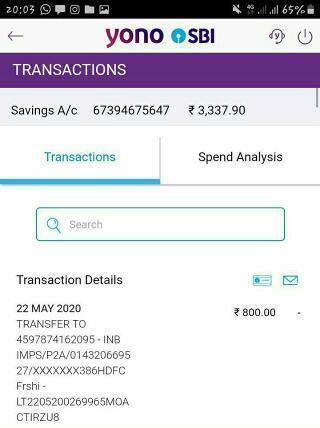 20:03 65%
yono SBI
TRANSACTIONS
Savings A/c 67394675647 ₹ 3,337.90
Transactions Spend Analysis
Search
Transaction Details
22 MAY 2020
₹ 800.00 -
TRANSFER TO
4597874162095 - INB
IMPS/P2A/0143206695
27/XXXXXXX386HDFC
Frshi -
LT2205200269965MOA
CTIRZU8